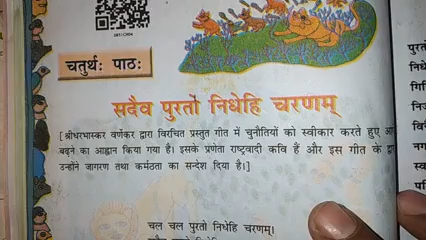 चतुर्थः पाठः
सदैव पुरतो निधेहि चरणम्
[ श्रीधरभास्कर वर्णेकर द्वारा विरचित प्रस्तुत गीत में चुनौतियों को स्वीकार करते हुए
बढ़ने का आह्वान किया गया है। इसके प्रणेता राष्ट्रवादी कवि हैं और इस गीत के
उन्होंने जागरण तथा कर्मठता का सन्देश दिया है।]
चल चल पुरतो निधेहि चरणम्।